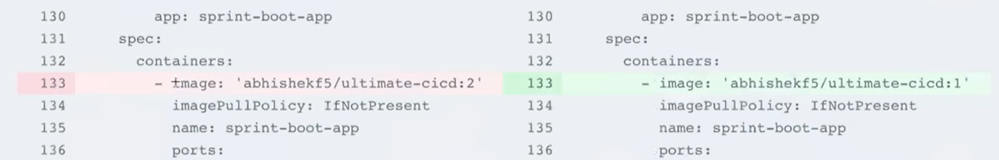 130 app: sprint-boot-app
131 spec:
132 containers:
133 - image: 'abhishekf5/ultimate-cicd:2'
134 imagePullPolicy: IfNotPresent
135 name: sprint-boot-app
136 ports:
130 app: sprint-boot-app
131 spec:
132 containers:
133 - image: 'abhishekf5/ultimate-cicd:1'
134 imagePullPolicy: IfNotPresent
135 name: sprint-boot-app
136 ports: